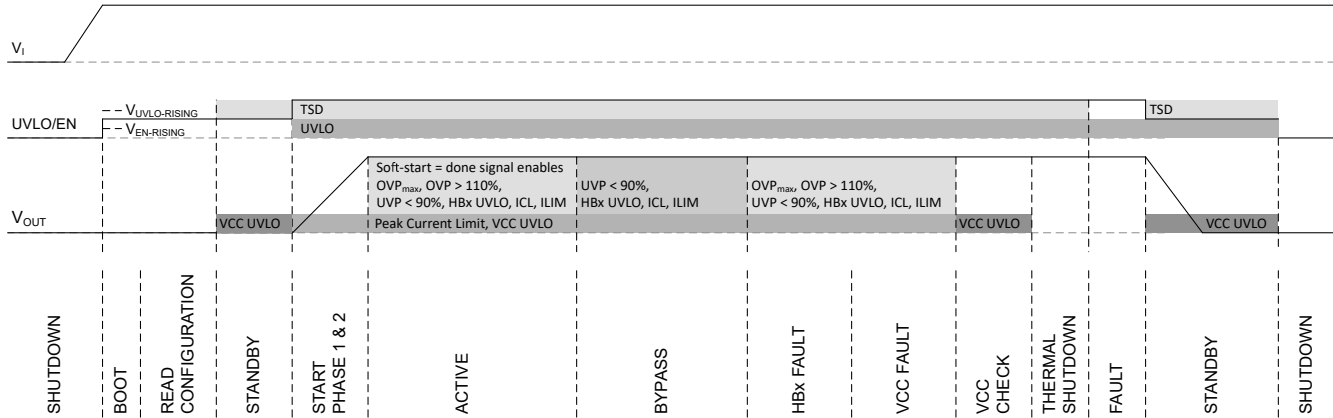 VI
UVLO/EN
VUVLO-RISING
VEN-RISING
TSD
UVLO
TSD
VOUT
VCC UVLO
Soft-start = done signal enables
OVPmax, OVP > 110%,
UVP < 90%, HBx UVLO, ICL, ILIM
Peak Current Limit, VCC UVLO
UVP < 90%,
HBx UVLO, ICL, ILIM
OVPmax, OVP > 110%,
UVP < 90%, HBx UVLO, ICL, ILIM
VCC UVLO
VCC UVLO
SHUTDOWN
BOOT
READ
CONFIGURATION
STANDBY
START
PHASE 1 & 2
ACTIVE
BYPASS
HBx FAULT
VCC FAULT
VCC
CHECK
THERMAL
SHUTDOWN
FAULT
STANDBY
SHUTDOWN